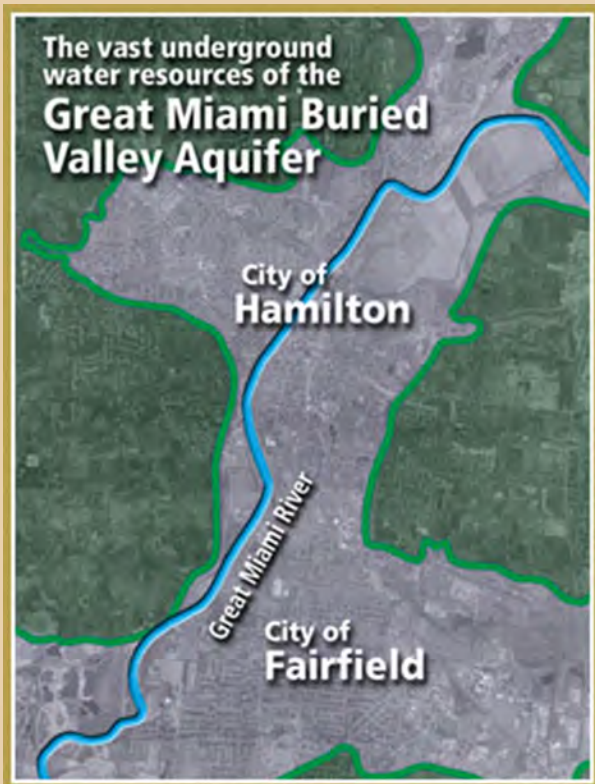 The vast underground
water resources of the
Great Miami Buried
Valley Aquifer
City of
Hamilton
Great Miami River
City of
Fairfield